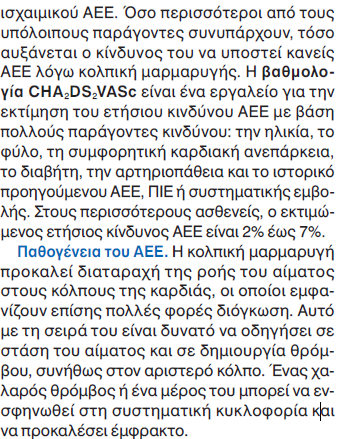 ισχαιμικού ΑΕΕ. Όσο περισσότεροι από τους
υπόλοιπους παράγοντες συνυπάρχουν, τόσο
αυξάνεται ο κίνδυνος του να υποστεί κανείς
ΑΕΕ λόγω κολπική μαρμαρυγής. Η βαθμολο-
γία CHA₂DS₂VASc είναι ένα εργαλείο για την
εκτίμηση του ετήσιου κινδύνου ΑΕΕ με βάση
πολλούς παράγοντες κινδύνου: την ηλικία, το
φύλο, τη συμφορητική καρδιακή ανεπάρκεια,
το διαβήτη, την αρτηριοπάθεια και το ιστορικό
προηγούμενου ΑΕΕ, ΠΙΕ ή συστηματικής εμβο-
λής. Στους περισσότερους ασθενείς, ο εκτιμώ-
μενος ετήσιος κίνδυνος ΑΕΕ είναι 2% έως 7%.
Παθογένεια του ΑΕΕ. Η κολπική μαρμαρυγή
προκαλεί διαταραχή της ροής του αίματος
στους κόλπους της καρδιάς, οι οποίοι εμφα-
νίζουν επίσης πολλές φορές διόγκωση. Αυτό
με τη σειρά του είναι δυνατό να οδηγήσει σε
στάση του αίματος και σε δημιουργία θρόμ-
βου, συνήθως στον αριστερό κόλπο. Ένας χα-
λαρός θρόμβος ή ένα μέρος του μπορεί να εν-
σφηνωθεί στη συστηματική κυκλοφορία και
να προκαλέσει έμφρακτο.